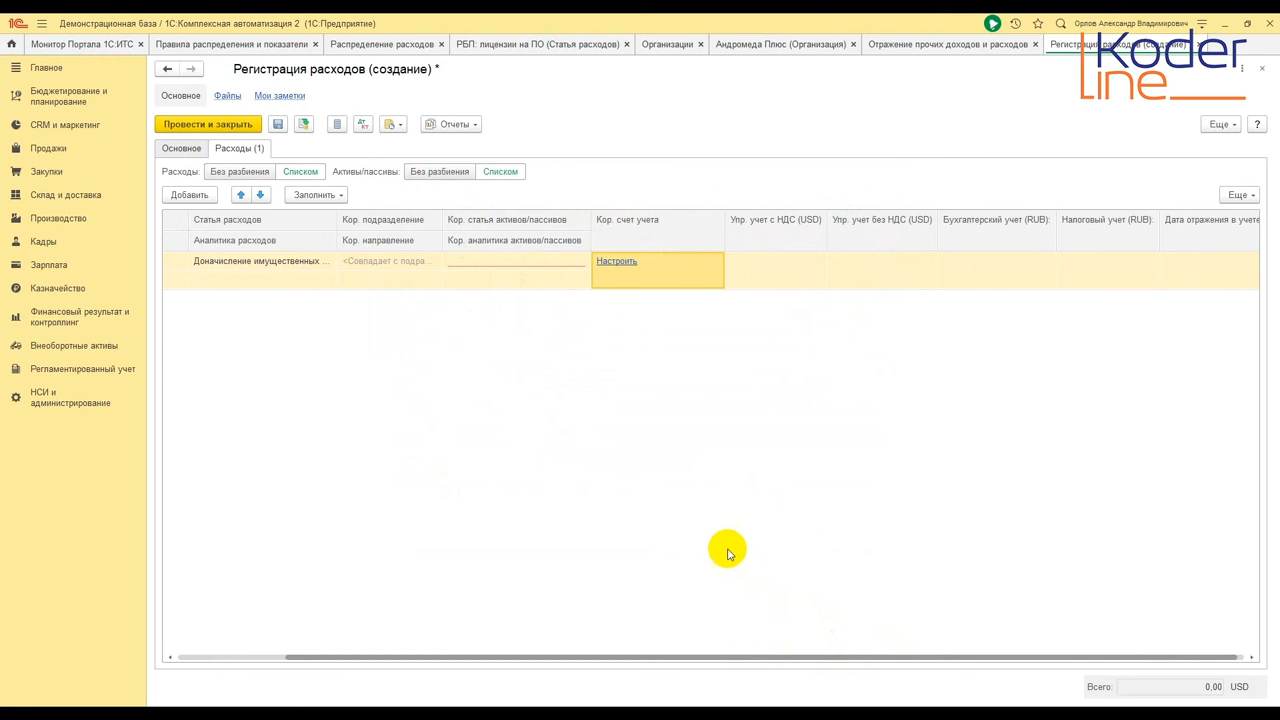 1С Демонстрационная база / 1С:Комплексная автоматизация 2 (1С:Предприятие) Орлов Александр Владимирович
Монитор Портала 1С:ИТС × Правила распределения и показатели × Распределение расходов × РБП: лицензии на ПО (Статья расходов) × Организации × Андромеда Плюс (Организация) × Отражение прочих доходов и расходов × Регистрация расходов (создание)
Koder
line
Главное
Бюджетирование и
планирование
CRM и маркетинг
Продажи
Закупки
Склад и доставка
Производство
Кадры
Зарплата
Казначейство
Финансовый результат и
контроллинг
Внеоборотные активы
Регламентированный учет
НСИ и
администрирование
Регистрация расходов (создание) *
Основное Файлы Мои заметки
Провести и закрыть Дт Кт Отчеты Еще ?
Основное Расходы (1)
Расходы: Без разбиения Списком Активы/пассивы: Без разбиения Списком
Добавить Заполнить Еще
Статья расходов Кор. подразделение Кор. статья активов/пассивов Кор. счет учета Упр. учет с НДС (USD) Упр. учет без НДС (USD) Бухгалтерский учет (RUB): Налоговый учет (RUB): Дата отражения в учете
Аналитика расходов Кор. направление Кор. аналитика активов/пассивов
Доначисление имущественных ... <Совпадает с подра... Настроить
Всего: 0,00 USD